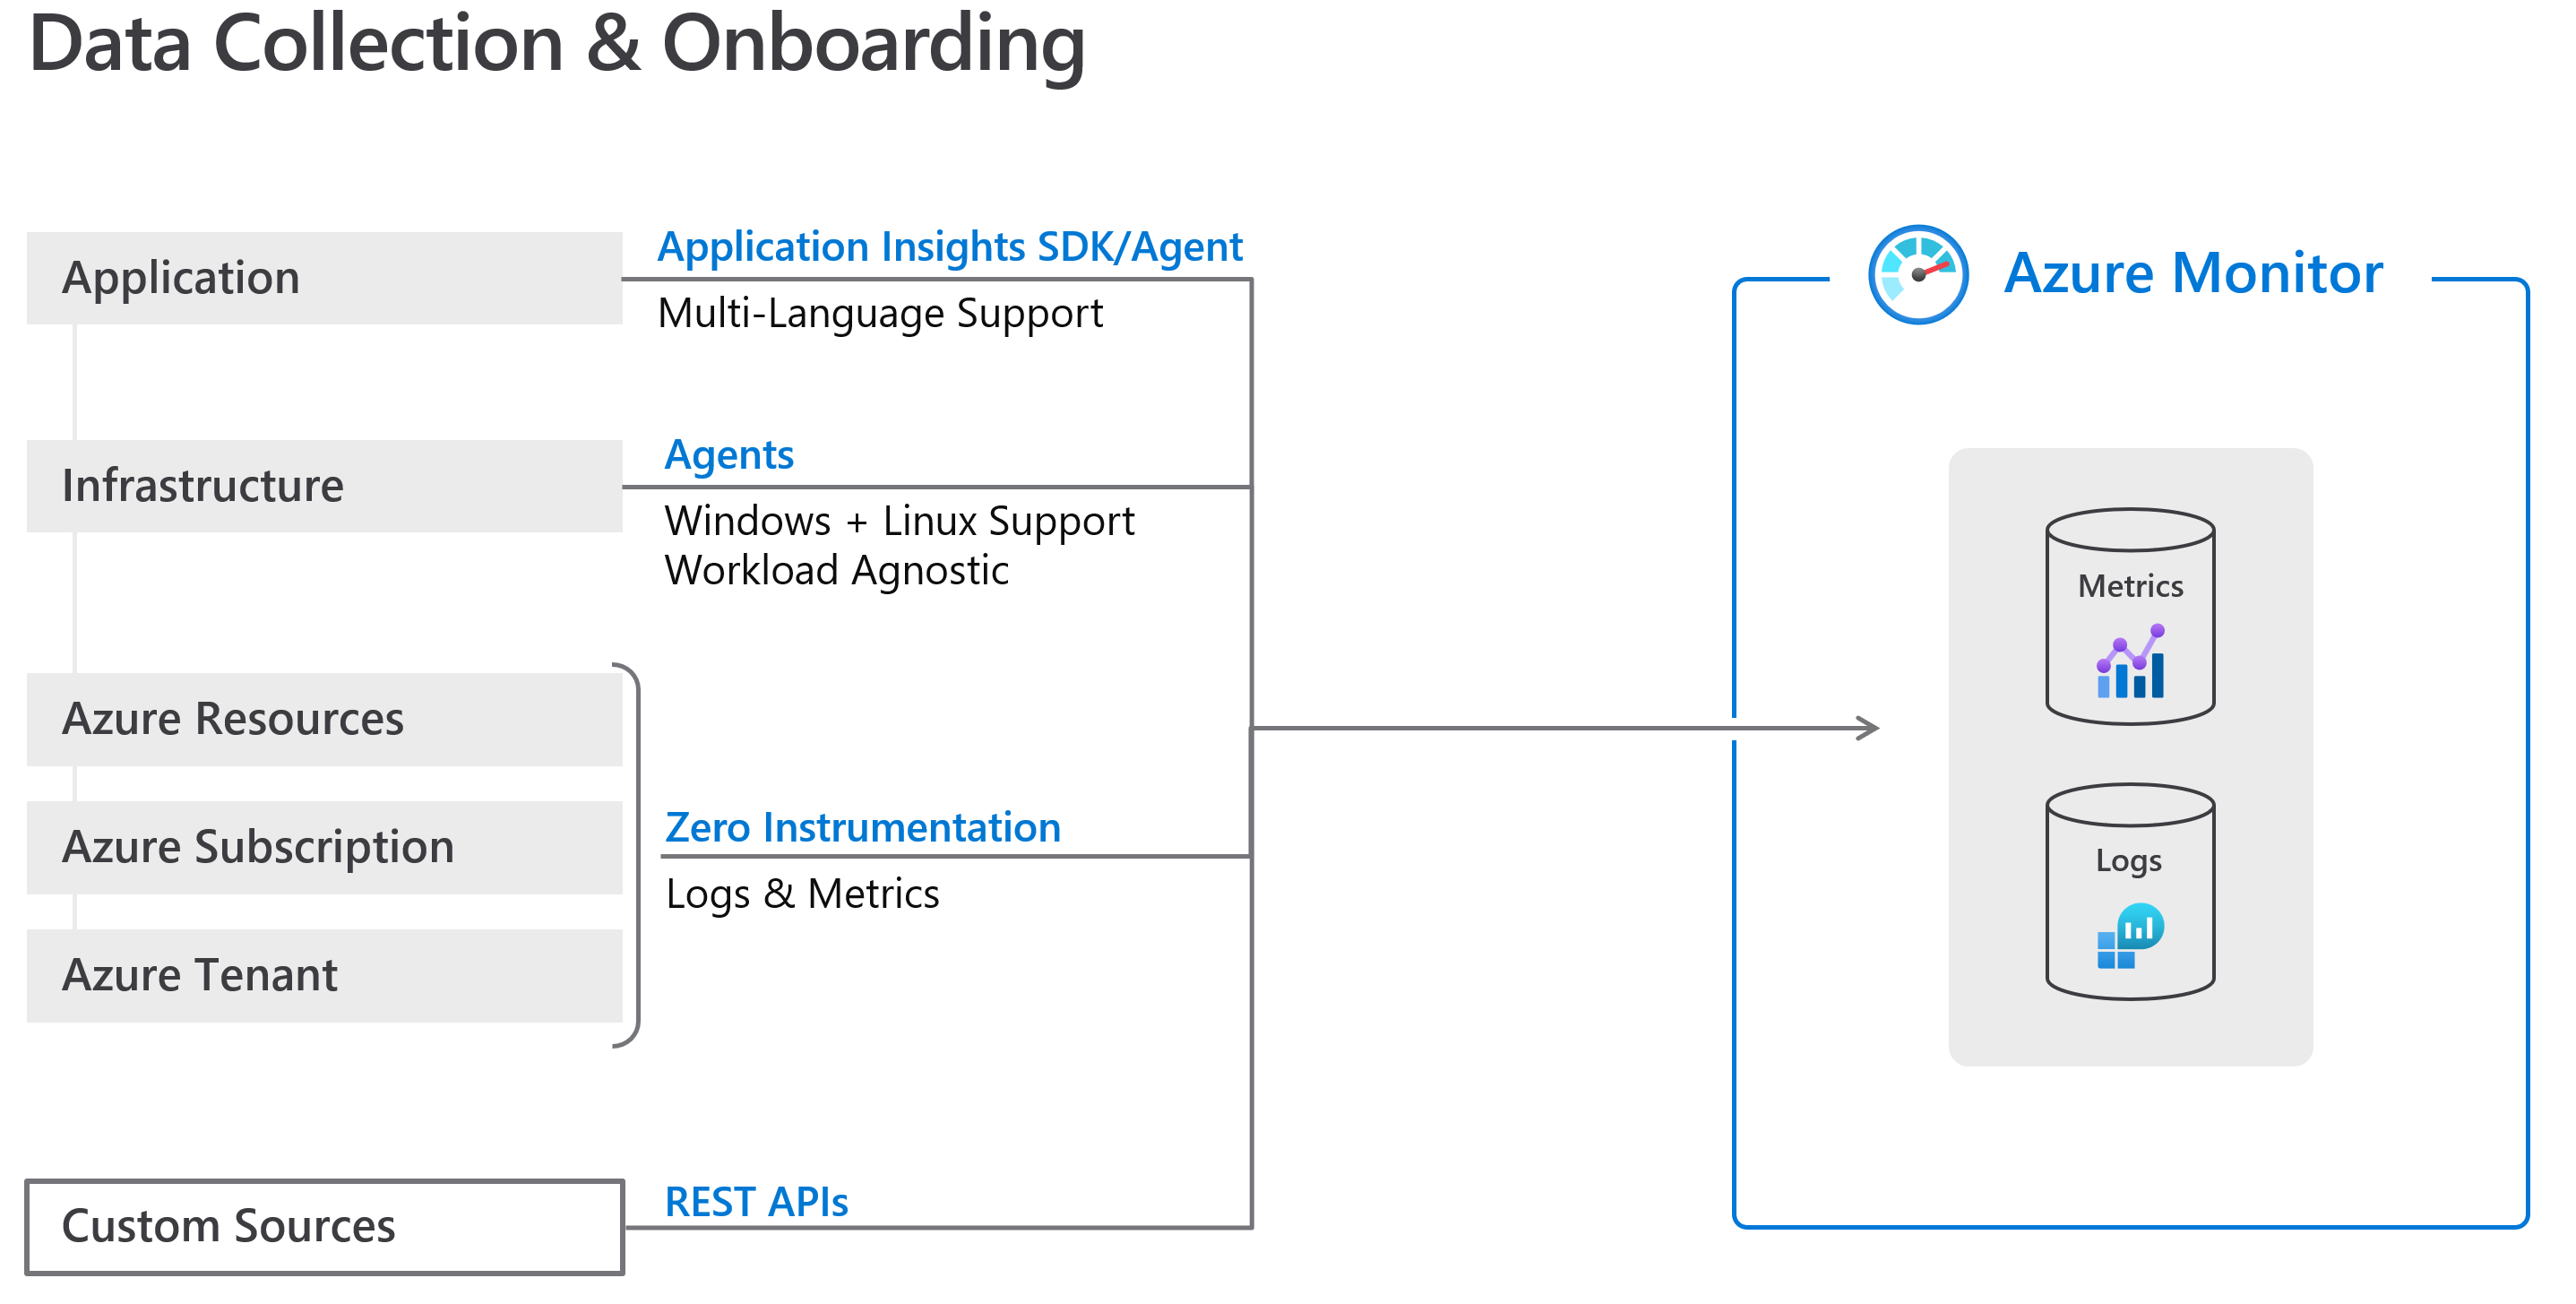 Data Collection & Onboarding
Application
Application Insights SDK/Agent
Multi-Language Support
Infrastructure
Agents
Windows + Linux Support
Workload Agnostic
Azure Resources
Azure Subscription
Azure Tenant
Zero Instrumentation
Logs & Metrics
Custom Sources
REST APIs
Azure Monitor
Metrics
Logs